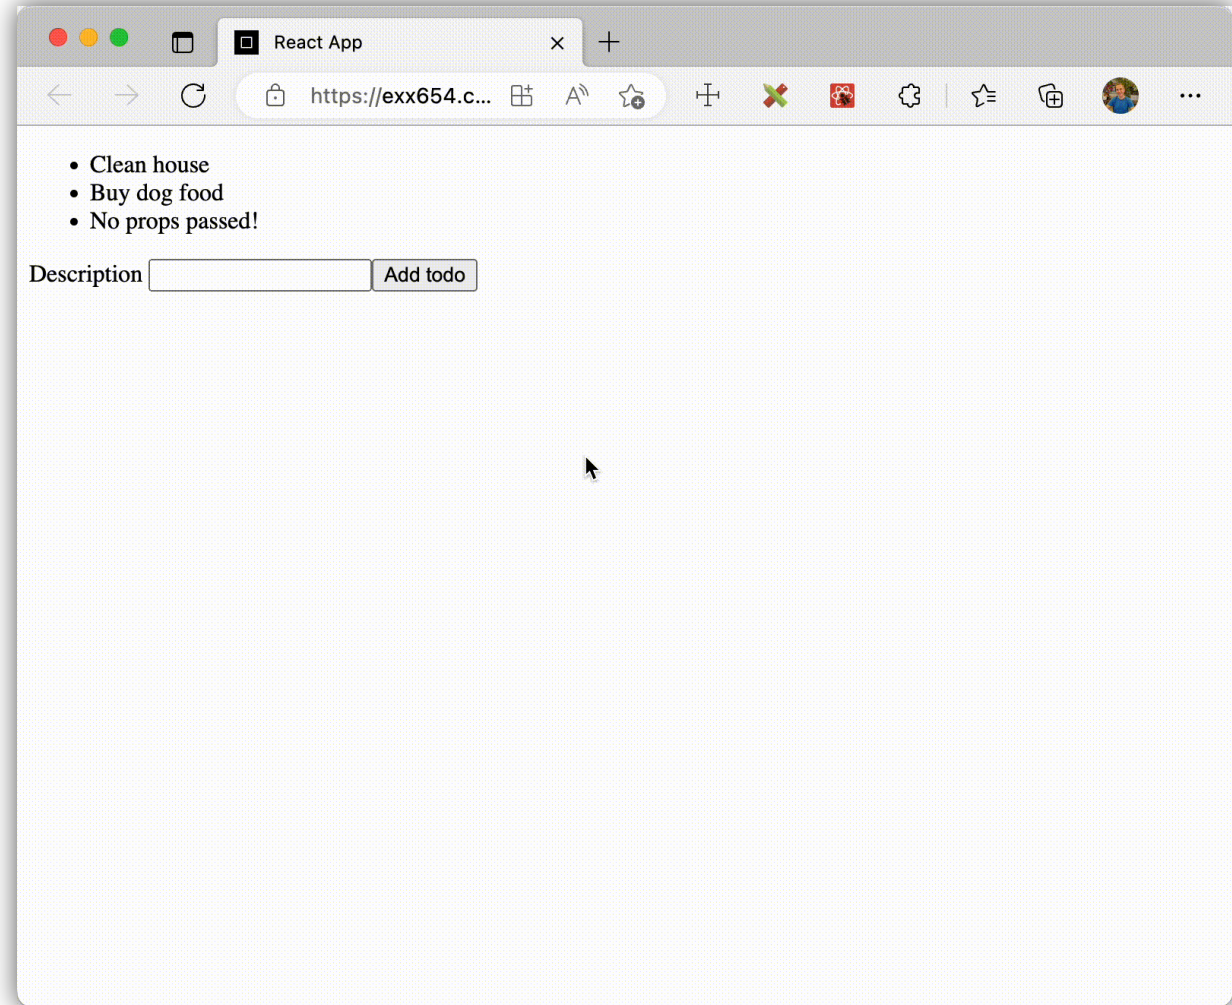 React App
https://exx654.c...
Clean house
Buy dog food
No props passed!
Description Add todo